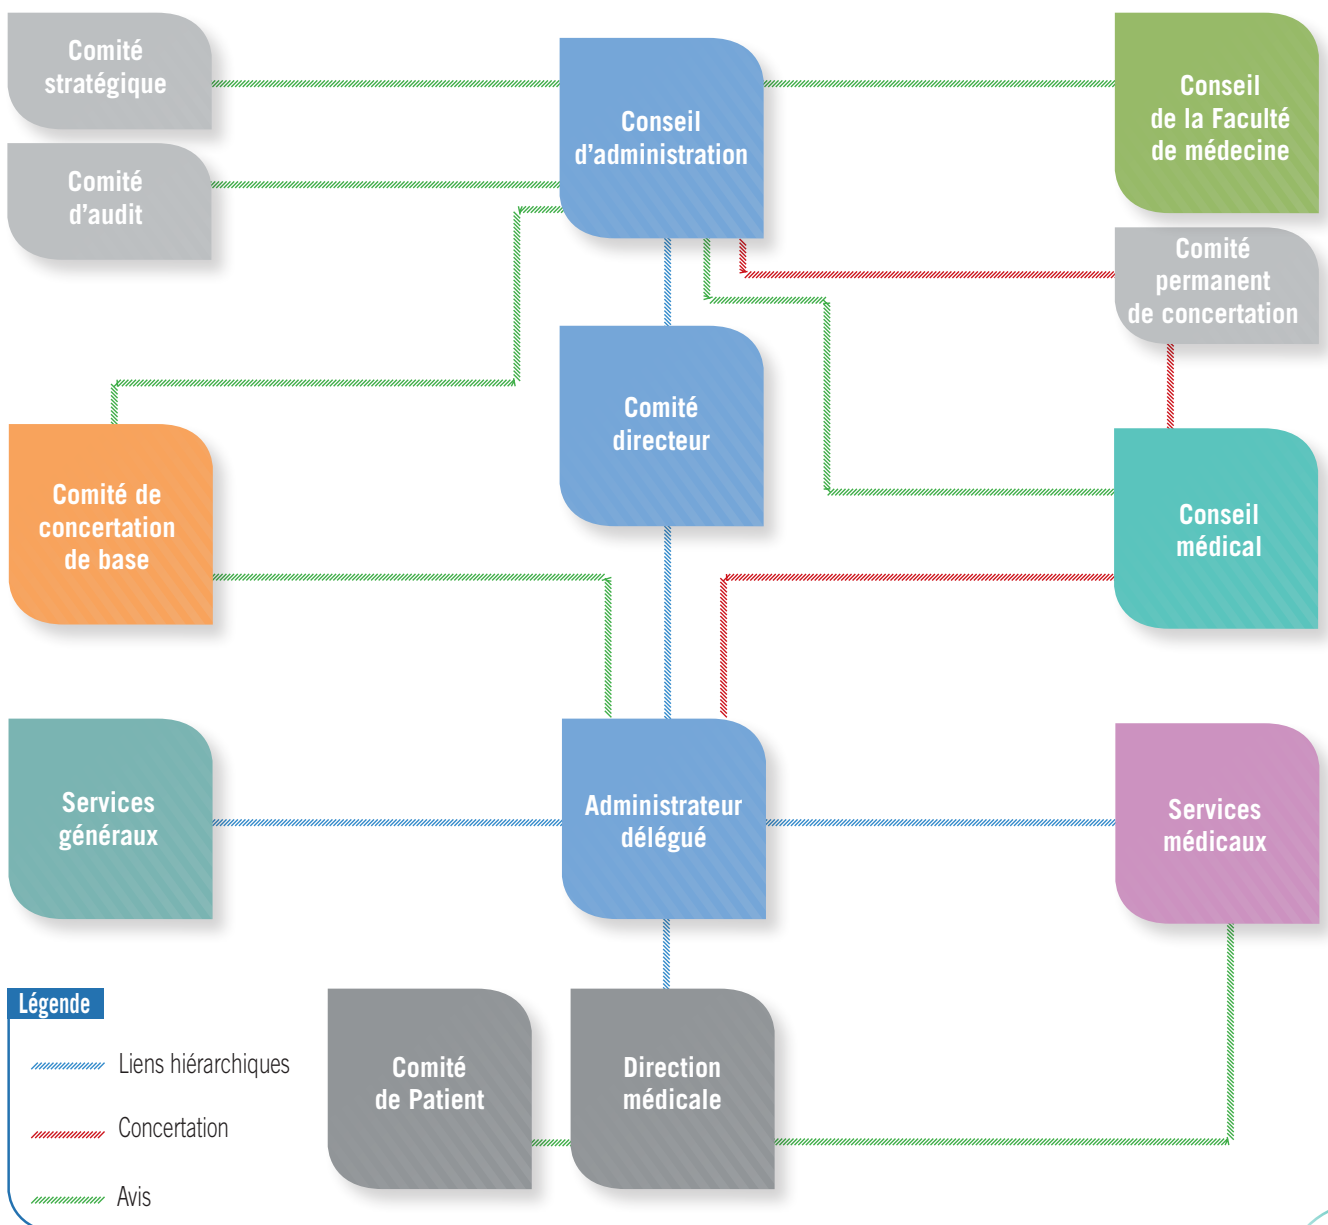 Comité
stratégique
Conseil
d'administration
Conseil
de la Faculté
de médecine
Comité
d'audit
Comité
permanent
de concertation
Comité
directeur
Comité de
concertation
de base
Conseil
médical
Services
généraux
Administrateur
délégué
Services
médicaux
Comité
de Patient
Direction
médicale
Légende
Liens hiérarchiques
Concertation
Avis